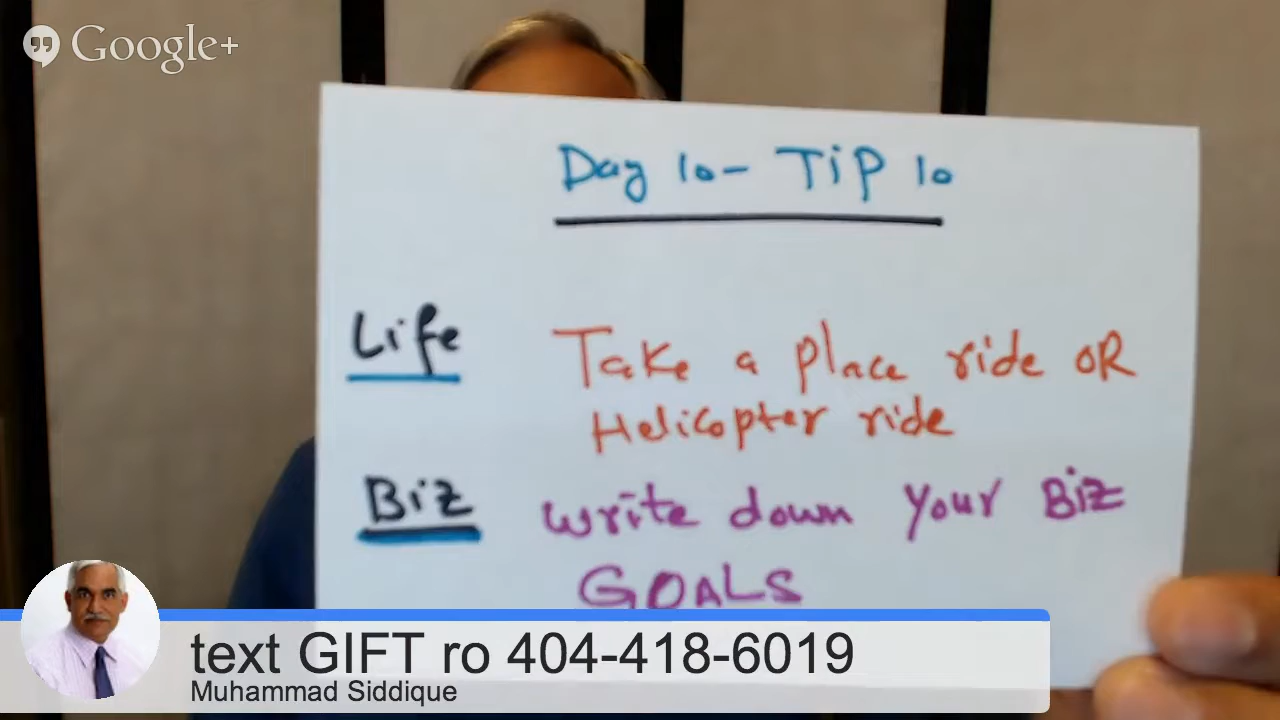 Google+
Day 10- TiP 10
Life
Take a place ride OR
Helicopter ride
Biz
write down your Biz
GOALS
text GIFT ro 404-418-6019
Muhammad Siddique